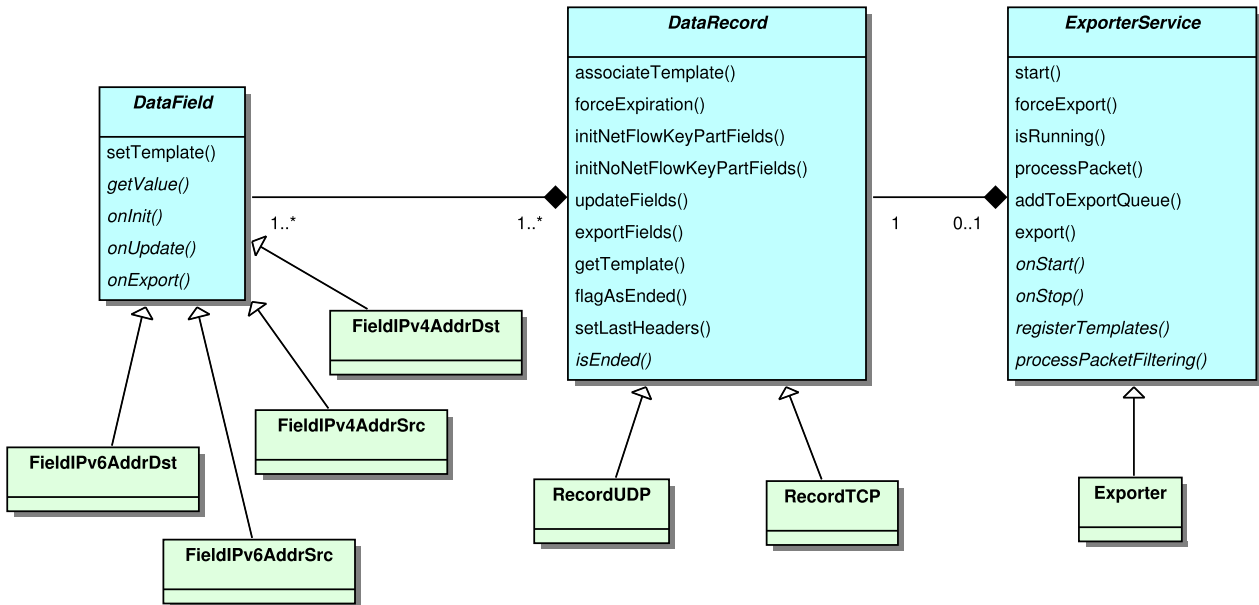 DataField
setTemplate()
getValue()
onInit()
onUpdate()
onExport()
1..*
1..*
DataRecord
associateTemplate()
forceExpiration()
initNetFlowKeyPartFields()
initNoNetFlowKeyPartFields()
updateFields()
exportFields()
getTemplate()
flagAsEnded()
setLastHeaders()
isEnded()
1
0..1
ExporterService
start()
forceExport()
isRunning()
processPacket()
addToExportQueue()
export()
onStart()
onStop()
registerTemplates()
processPacketFiltering()
FieldIPv4AddrDst
FieldIPv4AddrSrc
FieldIPv6AddrDst
FieldIPv6AddrSrc
RecordUDP
RecordTCP
Exporter